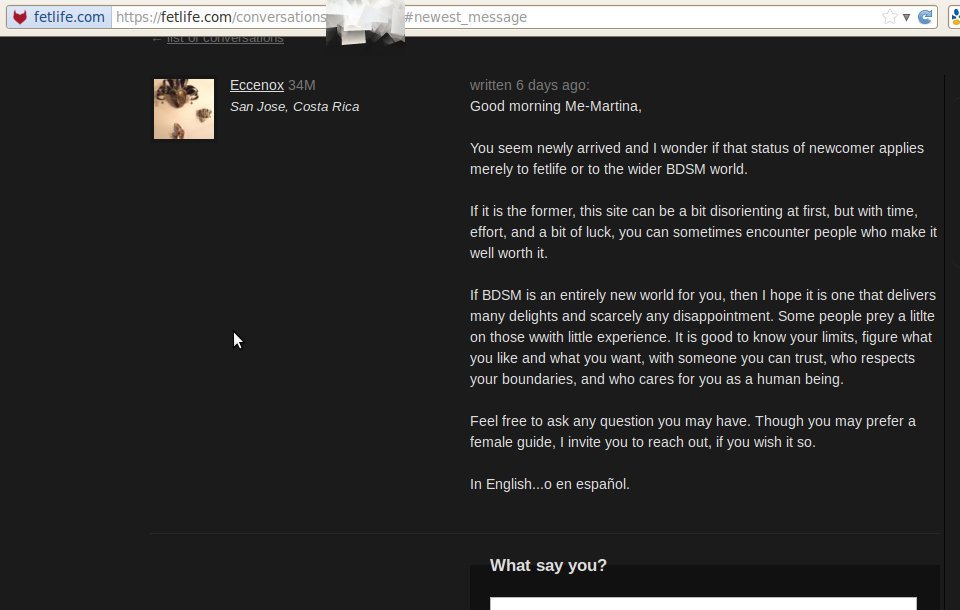 fetlife.com https://fetlife.com/conversations #newest_message
← list of conversations
Eccenox 34M
San Jose, Costa Rica
written 6 days ago:
Good morning Me-Martina,
You seem newly arrived and I wonder if that status of newcomer applies
merely to fetlife or to the wider BDSM world.
If it is the former, this site can be a bit disorienting at first, but with time,
effort, and a bit of luck, you can sometimes encounter people who make it
well worth it.
If BDSM is an entirely new world for you, then I hope it is one that delivers
many delights and scarcely any disappointment. Some people prey a litlte
on those wwith little experience. It is good to know your limits, figure what
you like and what you want, with someone you can trust, who respects
your boundaries, and who cares for you as a human being.
Feel free to ask any question you may have. Though you may prefer a
female guide, I invite you to reach out, if you wish it so.
In English...o en español.
What say you?